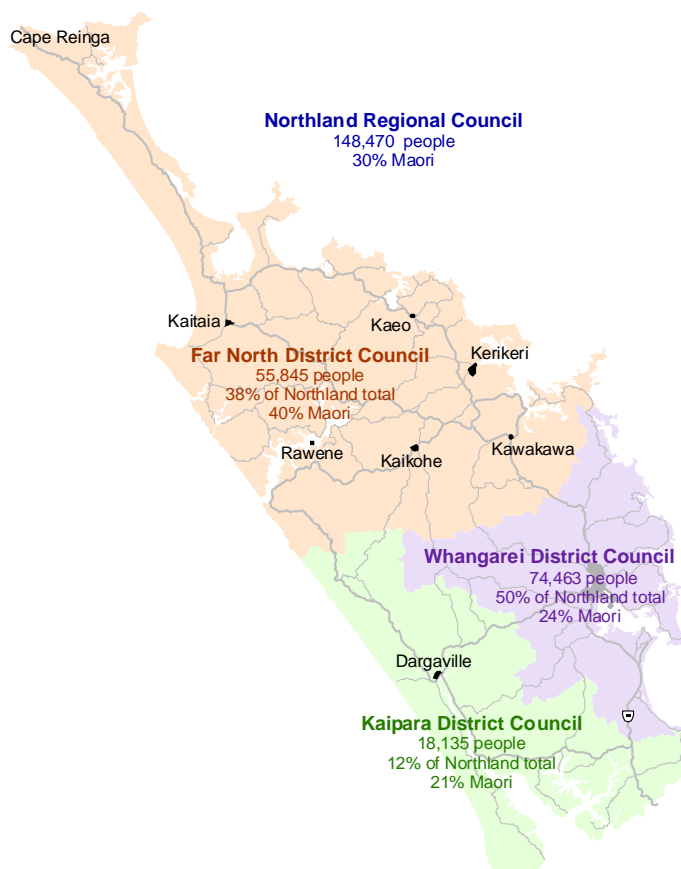 Cape Reinga
Northland Regional Council
148,470 people
30% Maori
Kaitaia
Kaeo
Far North District Council
55,845 people
38% of Northland total
40% Maori
Kerikeri
Rawene
Kaikohe
Kawakawa
Whangarei District Council
74,463 people
50% of Northland total
24% Maori
Dargaville
Kaipara District Council
18,135 people
12% of Northland total
21% Maori